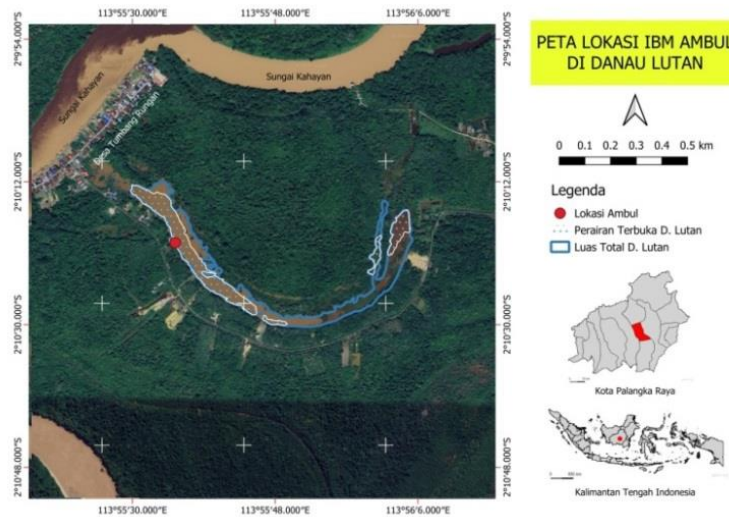 113°55'30.000"E
113°55'48.000"E
113°56'6.000"E
2°9'54.000"S
2°10'12.000"S
2°10'30.000"S
2°10'48.000"S
2°9'54.000"S
2°10'12.000"S
2°10'30.000"S
2°10'48.000"S
113°55'30.000"E
113°55'48.000"E
113°56'6.000"E
Sungai Kahayan
Sungai Kahayan
Desa Tumbang Rungan
PETA LOKASI IBM AMBUL
DI DANAU LUTAN
0 0.1 0.2 0.3 0.4 0.5 km
Legenda
Lokasi Ambul
Perairan Terbuka D. Lutan
Luas Total D. Lutan
Kota Palangka Raya
Kalimantan Tengah Indonesia